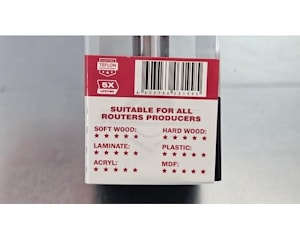 TEFLON
5X
SUITABLE FOR ALL
ROUTERS PRODUCERS
SOFT WOOD: HARD WOOD:
★ ★ ★ ★ ★ ★ ★ ★ ★ ★
LAMINATE: PLASTIC:
★ ★ ★ ★ ★ ★ ★ ★ ★ ★
ACRYL: MDF:
★ ★ ★ ★ ★ ★ ★ ★ ★ ★